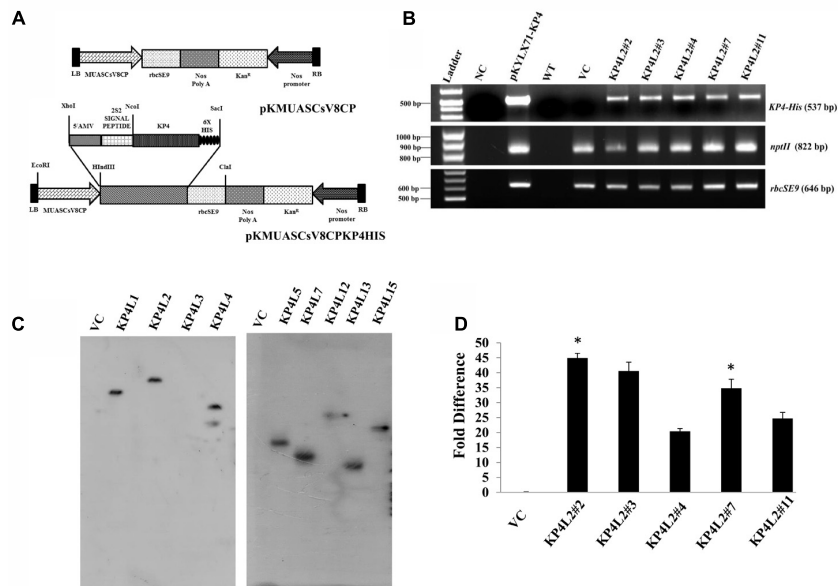 A
LB
MUASCsV8CP
rbcSE9
Nox
Poly A
Kanᴿ
Nox
promoter
RB
pKMUASCsV8CP
XhoI
2S2
SIGNAL
PEPTIDE
NcoI
SacI
5'AMV
KP4
6X
HIS
EcoRI
HIndIII
ClaI
LB
MUASCsV8CP
rbcSE9
Nox
Poly A
Kanᴿ
Nox
promoter
RB
pKMUASCsV8CPKP4HIS
B
Ladder
NC
pKYLX71-KP4
WT
VC
KP4L2#2
KP4L2#3
KP4L2#4
KP4L2#7
KP4L2#11
500 bp
KP4-His (537 bp)
1000 bp
900 bp
800 bp
nptII (822 bp)
600 bp
500 bp
rbcSE9 (646 bp)
C
VC
KP4L1
KP4L2
KP4L3
KP4L4
VC
KP4L5
KP4L7
KP4L12
KP4L13
KP4L15
D
Fold Difference
50
45
40
35
30
25
20
15
10
5
0
*
*
VC
KP4L2#2
KP4L2#3
KP4L2#4
KP4L2#7
KP4L2#11